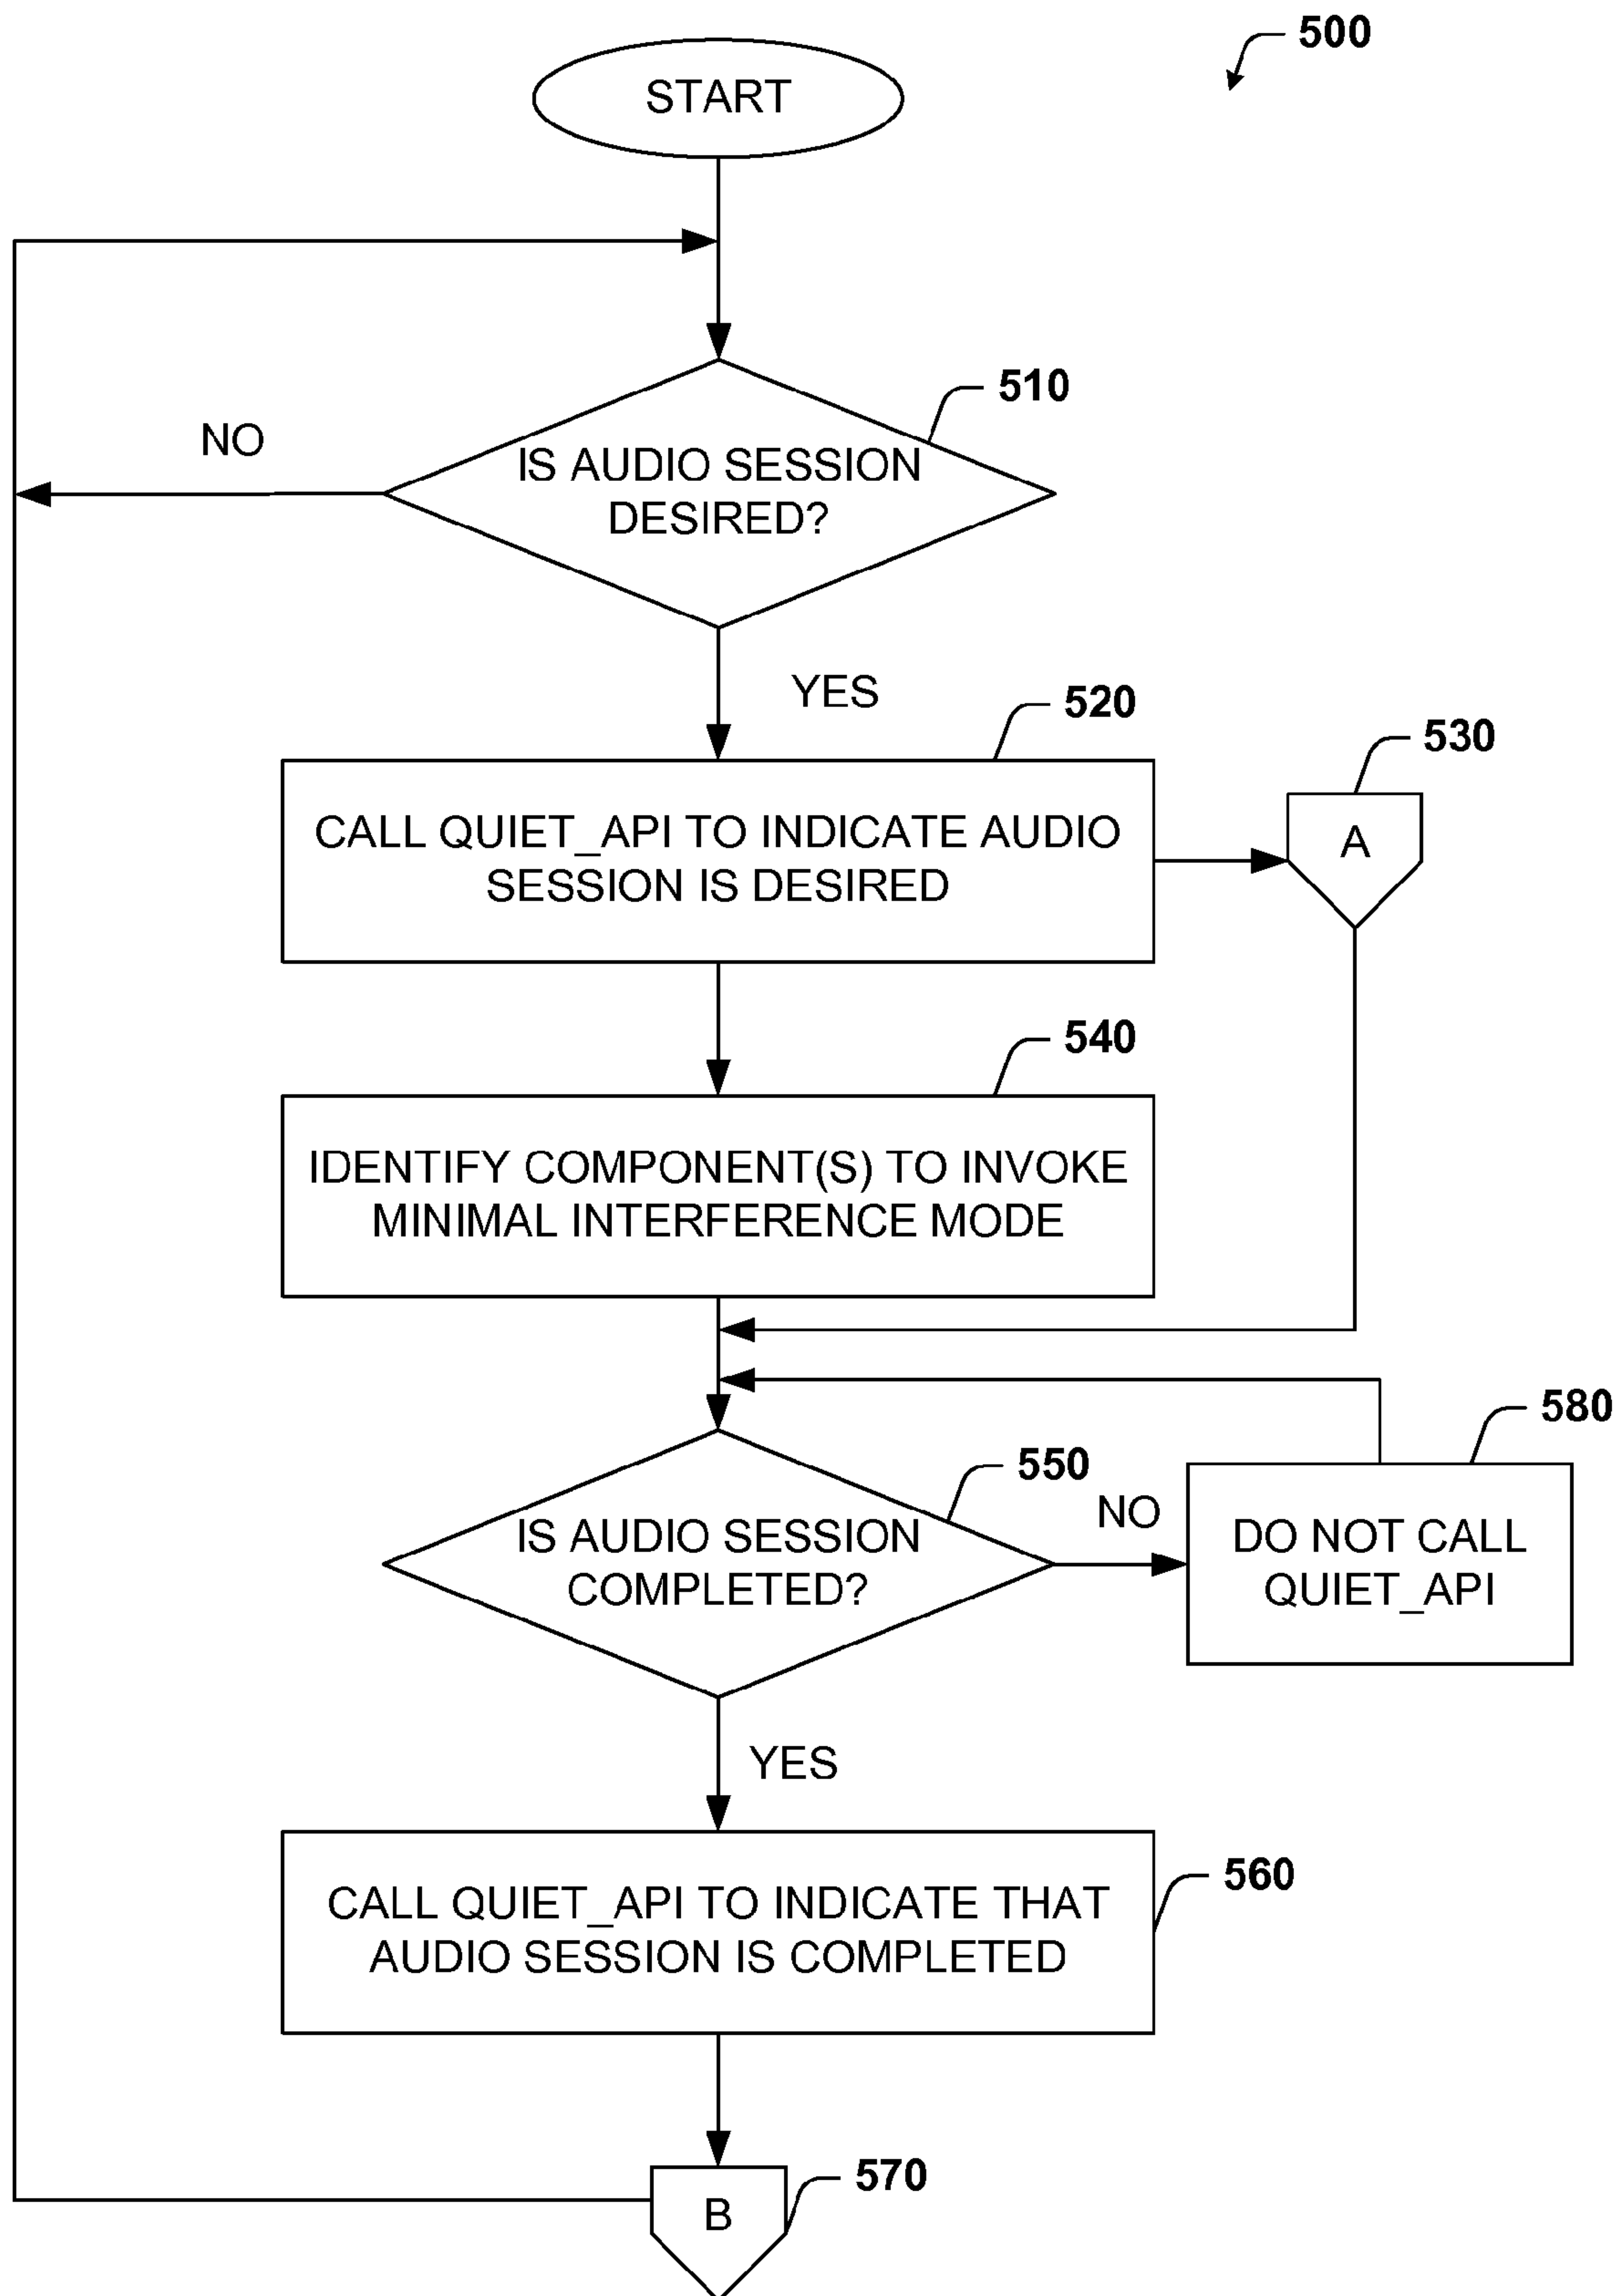 500
START
510
NO
IS AUDIO SESSION
DESIRED?
YES
520
530
CALL QUIET_API TO INDICATE AUDIO
SESSION IS DESIRED
A
540
IDENTIFY COMPONENT(S) TO INVOKE
MINIMAL INTERFERENCE MODE
580
550
NO
IS AUDIO SESSION
COMPLETED?
DO NOT CALL
QUIET_API
YES
560
CALL QUIET_API TO INDICATE THAT
AUDIO SESSION IS COMPLETED
570
B